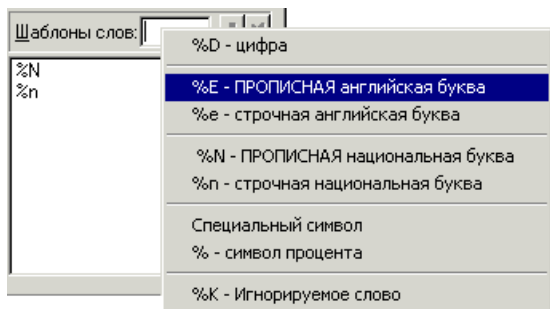 Шаблоны слов:
%N
%n
%D - цифра
%E - ПРОПИСНАЯ английская буква
%e - строчная английская буква
%N - ПРОПИСНАЯ национальная буква
%n - строчная национальная буква
Специальный символ
% - символ процента
%K - Игнорируемое слово